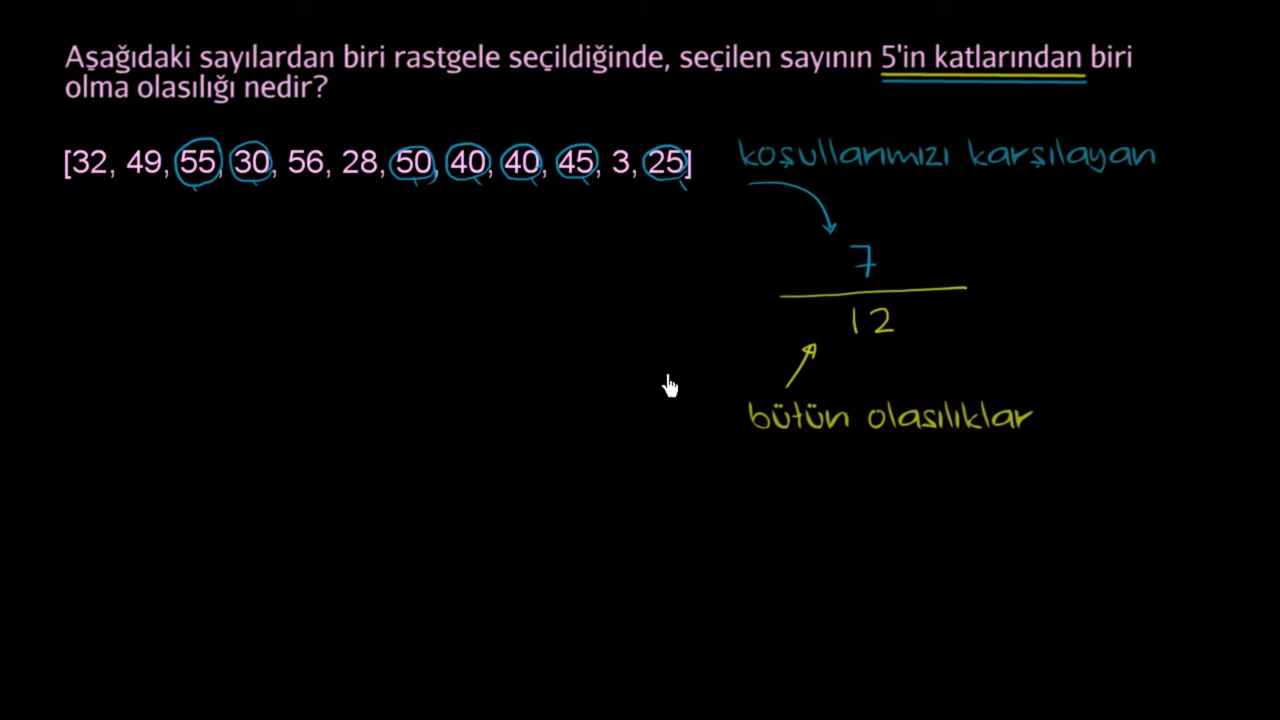 Aşağıdaki sayılardan biri rastgele seçildiğinde, seçilen sayının 5'in katlarından biri
olma olasılığı nedir?
[32, 49, 55, 30, 56, 28, 50, 40, 40, 45, 3, 25]
koşullarımızı karşılayan
7
12
bütün olasılıklar